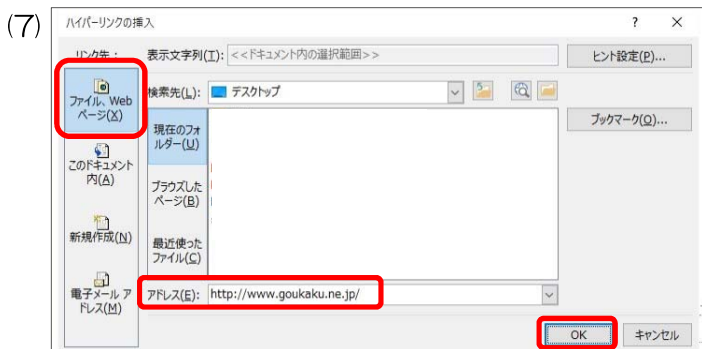 (7)
ハイパーリンクの挿入 ? ×
リンク先： 表示文字列(T): <<ドキュメント内の選択範囲>> ヒント設定(P)...
ファイル、Web
ページ(X)
検索先(L): デスクトップ
ブックマーク(O)...
現在のフォ
ルダー(U)
このドキュメント
内(A)
ブラウズした
ページ(B)
新規作成(N)
最近使った
ファイル(C)
電子メール ア
ドレス(M)
アドレス(E): http://www.goukaku.ne.jp/
OK キャンセル